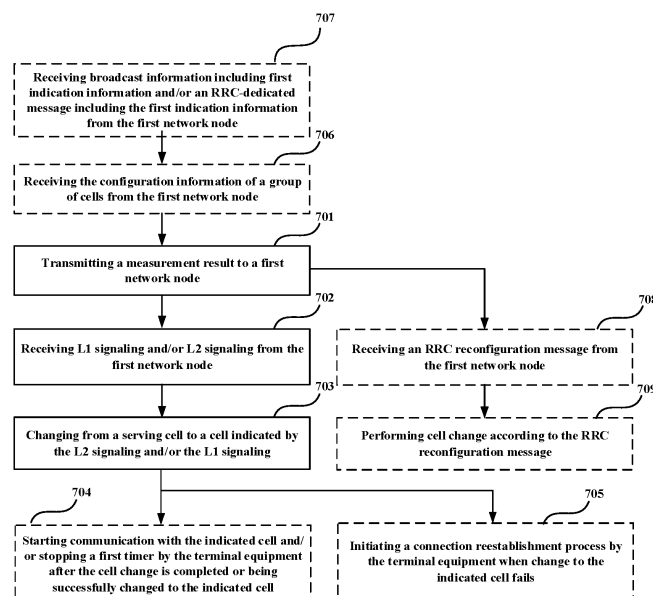 707
Receiving broadcast information including first
indication information and/or an RRC-dedicated
message including the first indication information
from the first network node
706
Receiving the configuration information of a group
of cells from the first network node
701
Transmitting a measurement result to a first
network node
702
Receiving L1 signaling and/or L2 signaling from the
first network node
708
Receiving an RRC reconfiguration message from
the first network node
703
Changing from a serving cell to a cell indicated by
the L2 signaling and/or the L1 signaling
709
Performing cell change according to the RRC
reconfiguration message
704
Starting communication with the indicated cell and/
or stopping a first timer by the terminal equipment
after the cell change is completed or being
successfully changed to the indicated cell
705
Initiating a connection reestablishment process by
the terminal equipment when change to the
indicated cell fails